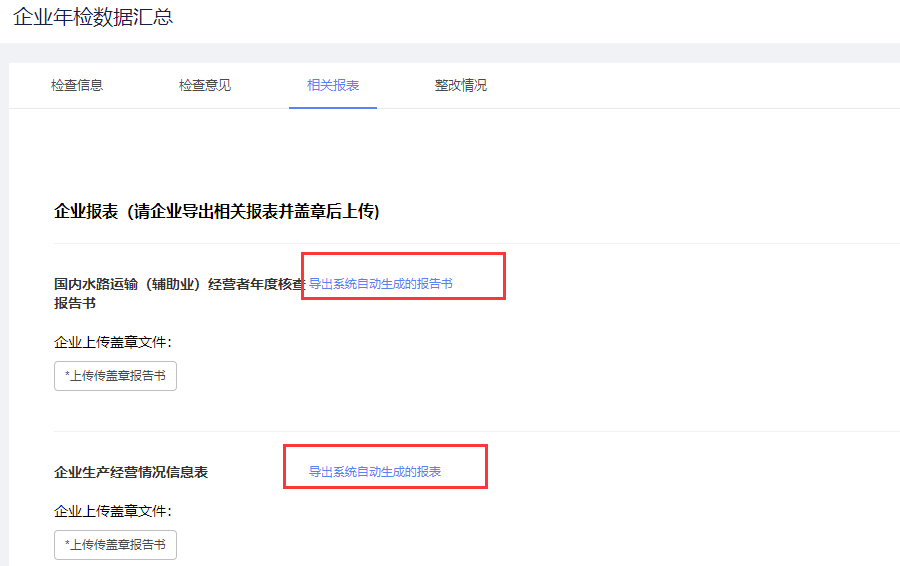 企业年检数据汇总
检查信息 检查意见 相关报表 整改情况
企业报表（请企业导出相关报表并盖章后上传)
国内水路运输（辅助业）经营者年度核查 导出系统自动生成的报告书
报告书
企业上传盖章文件：
*上传传盖章报告书
企业生产经营情况信息表 导出系统自动生成的报表
企业上传盖章文件：
*上传传盖章报告书